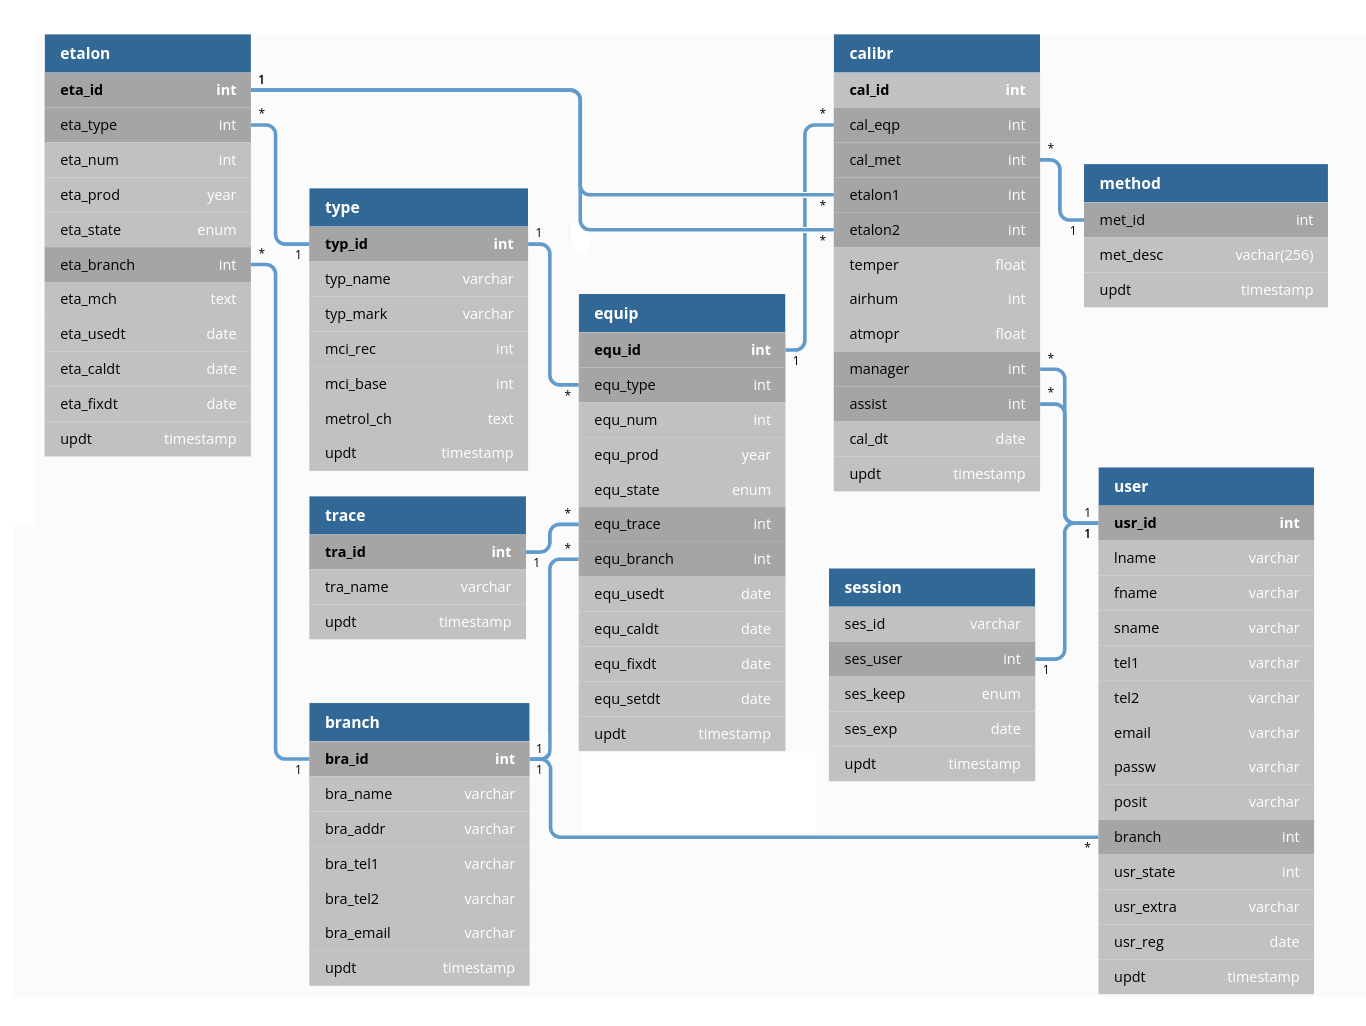 etalon
eta_id int
eta_type int
eta_num int
eta_prod year
eta_state enum
eta_branch int
eta_mch text
eta_usedt date
eta_caldt date
eta_fixdt date
updt timestamp
1
*
*
type
typ_id int
typ_name varchar
typ_mark varchar
mci_rec int
mci_base int
metrol_ch text
updt timestamp
1
1
trace
tra_id int
tra_name varchar
updt timestamp
1
branch
bra_id int
bra_name varchar
bra_addr varchar
bra_tel1 varchar
bra_tel2 varchar
bra_email varchar
updt timestamp
1
1
1
equip
equ_id int
equ_type int
equ_num int
equ_prod year
equ_state enum
equ_trace int
equ_branch int
equ_usedt date
equ_caldt date
equ_fixdt date
equ_setdt date
updt timestamp
*
*
*
1
calibr
cal_id int
cal_eqp int
cal_met int
etalon1 int
etalon2 int
temper float
airhum int
atmopr float
manager int
assist int
cal_dt date
updt timestamp
*
*
*
*
*
*
session
ses_id varchar
ses_user int
ses_keep enum
ses_exp date
updt timestamp
1
method
met_id int
met_desc vachar(256)
updt timestamp
1
user
usr_id int
lname varchar
fname varchar
sname varchar
tel1 varchar
tel2 varchar
email varchar
passw varchar
posit varchar
branch int
usr_state int
usr_extra varchar
usr_reg date
updt timestamp
1
1
*